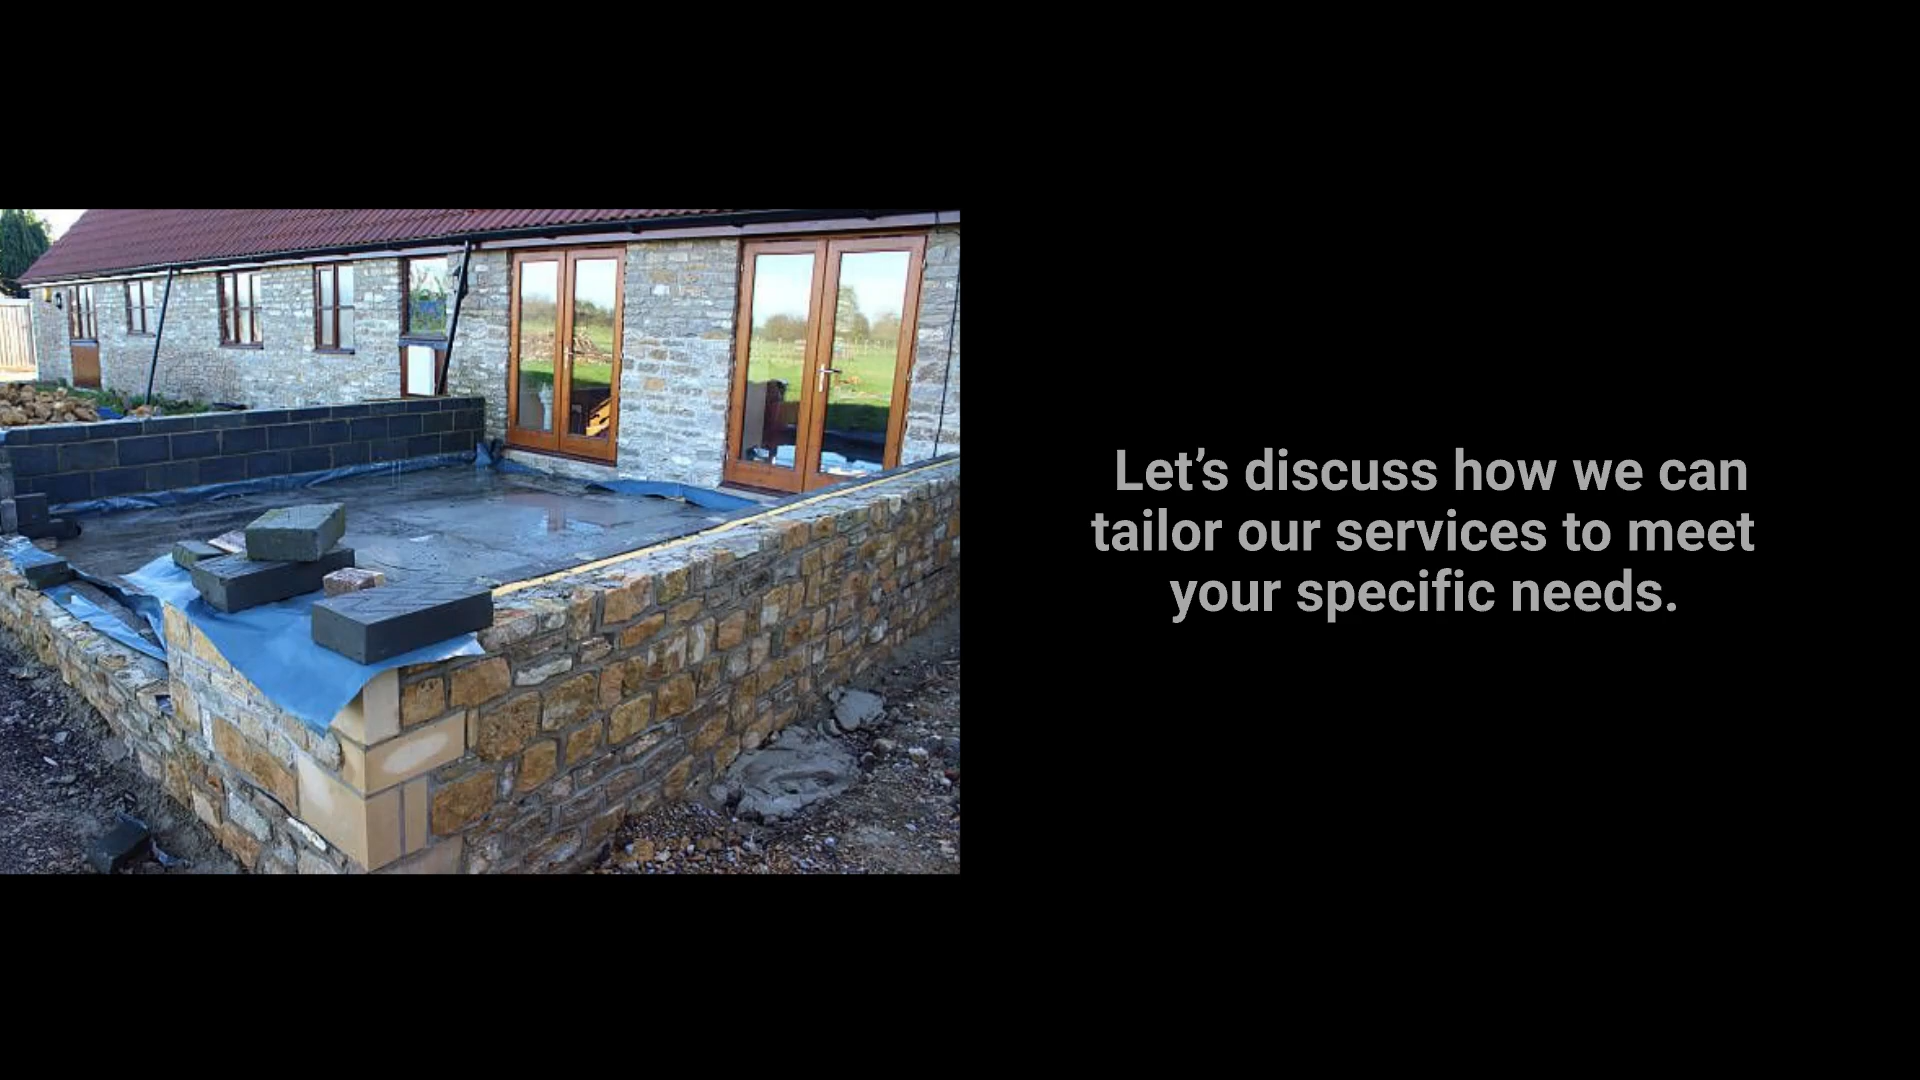 Let’s discuss how we can
tailor our services to meet
your specific needs.